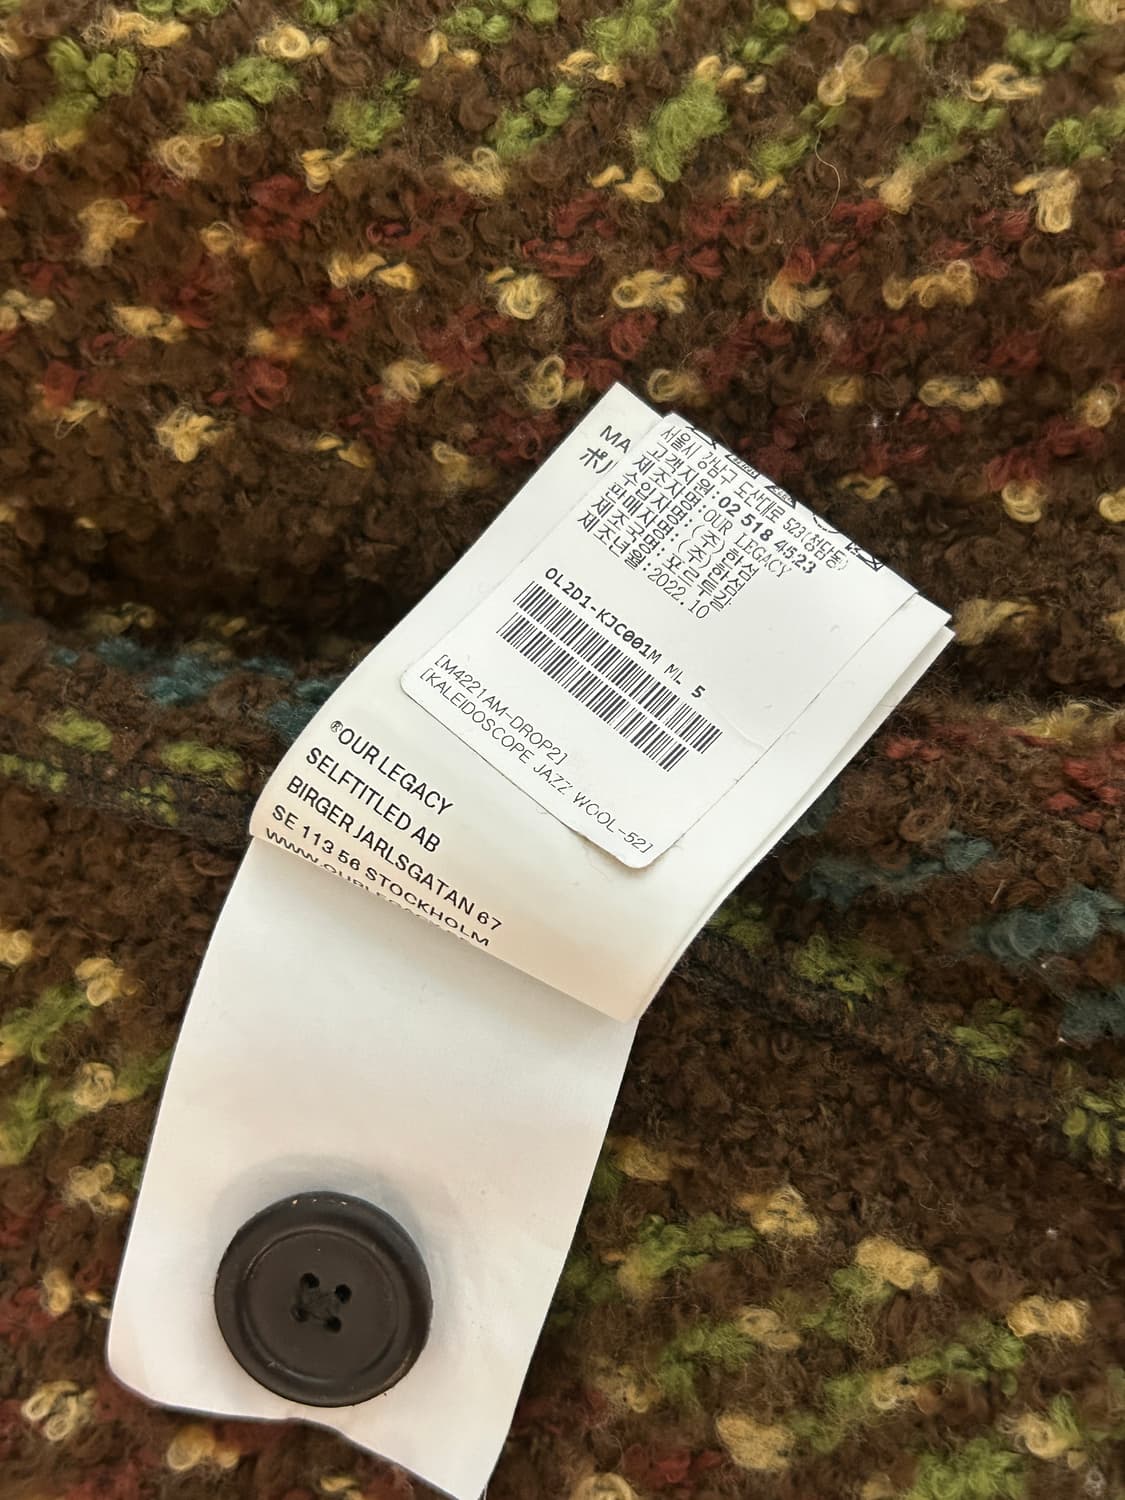 MA
ポリ
서울시 강남구 도산대로 523(청담동)
고객지원:02 518 4523
제조자명:OUR LEGACY
수입자명:(주)한섬
판매자명:(주)한섬
제조국명:포르투갈
제조년월:2022.10
OL2D1-KJC001M ML 5
[M4221AM-DROP2]
[KALEIDOSCOPE JAZZ WOOL-52]
®OUR LEGACY
SELFTITLED AB
BIRGER JARLSGATAN 67
SE 113 56 STOCKHOLM